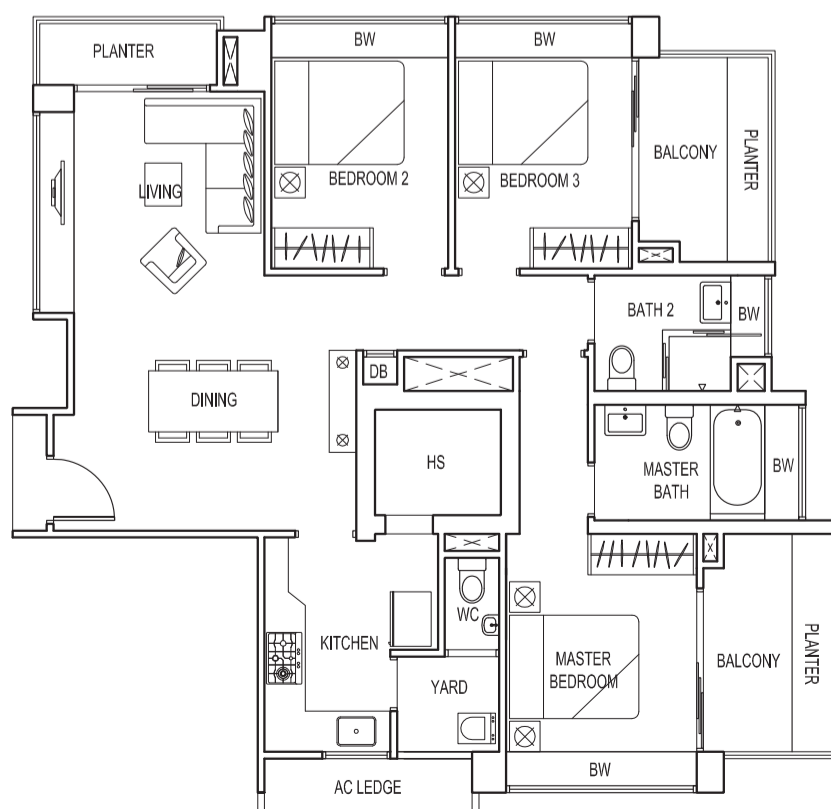 PLANTER
BW
BW
BALCONY
PLANTER
LIVING
BEDROOM 2
BEDROOM 3
BATH 2
BW
DB
DINING
HS
MASTER
BATH
BW
WC
KITCHEN
YARD
MASTER
BEDROOM
BALCONY
PLANTER
BW
AC LEDGE